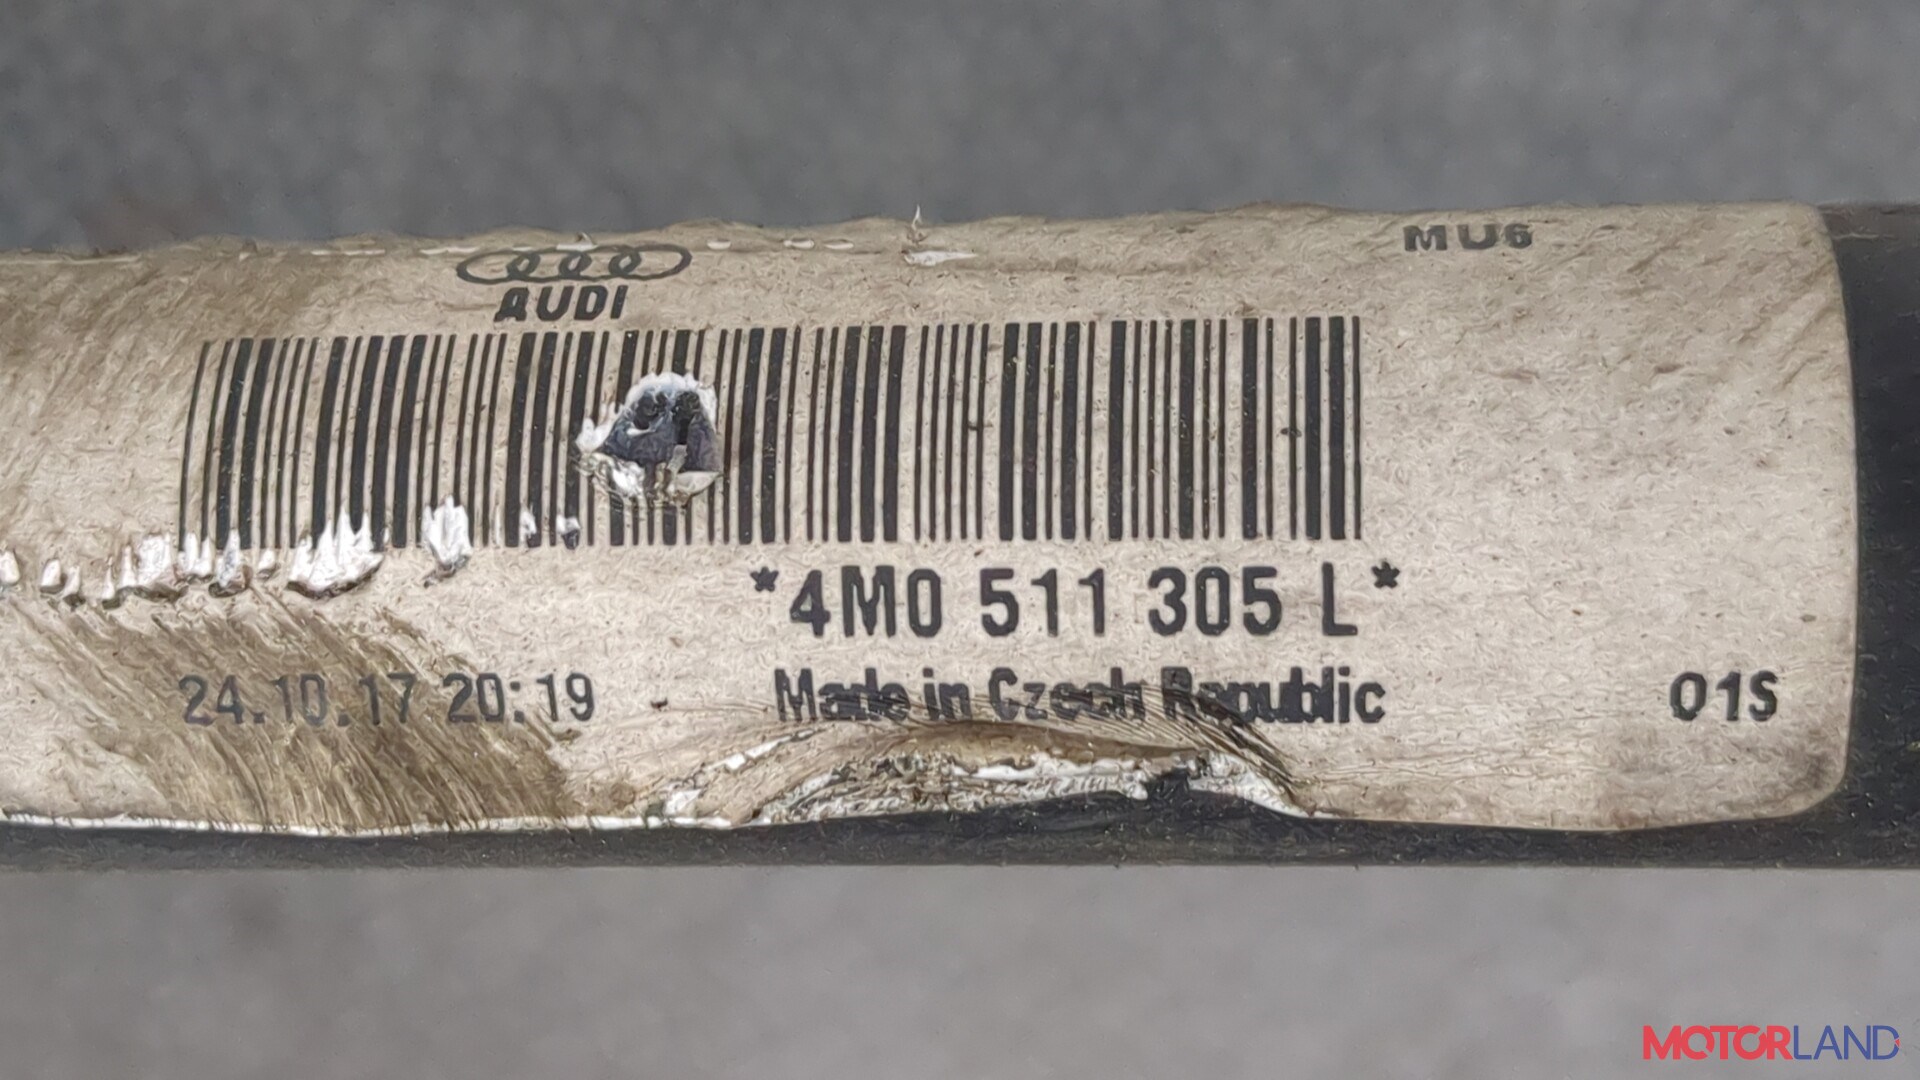 MU6
AUDI
*4M0 511 305 L*
24.10.17 20:19
Made in Czech Republic
01S
MOTORLAND